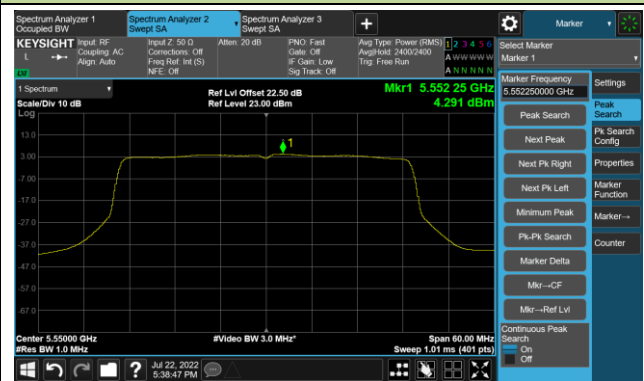 Spectrum Analyzer 1
Occupied BW
Spectrum Analyzer 2
Swept SA
Spectrum Analyzer 3
Swept SA
Marker
KEYSIGHT
L
LXI
Input: RF
Coupling: AC
Align: Auto
Input Z: 50 Ω
Corrections: Off
Freq Ref: Int (S)
NFE: Off
Atten: 20 dB
PNO: Fast
Gate: Off
IF Gain: Low
Sig Track: Off
Avg Type: Power (RMS)
Avg|Hold: 2400/2400
Trig: Free Run
1 2 3 4 5 6
A W W W W W
A N N N N N
Select Marker
Marker 1
1 Spectrum
Scale/Div 10 dB
Log
Ref Lvl Offset 22.50 dB
Ref Level 23.00 dBm
Mkr1 5.552 25 GHz
4.291 dBm
13.0
3.00
-7.00
-17.0
-27.0
-37.0
-47.0
-57.0
-67.0
1
Center 5.55000 GHz
#Res BW 1.0 MHz
#Video BW 3.0 MHz*
Span 60.00 MHz
Sweep 1.01 ms (401 pts)
Marker Frequency
5.552250000 GHz
Peak Search
Next Peak
Next Pk Right
Next Pk Left
Minimum Peak
Pk-Pk Search
Marker Delta
Mkr→CF
Mkr→Ref Lvl
Continuous Peak
Search
On
Off
Settings
Peak
Search
Pk Search
Config
Properties
Marker
Function
Marker→
Counter
?
Jul 22, 2022
5:38:47 PM